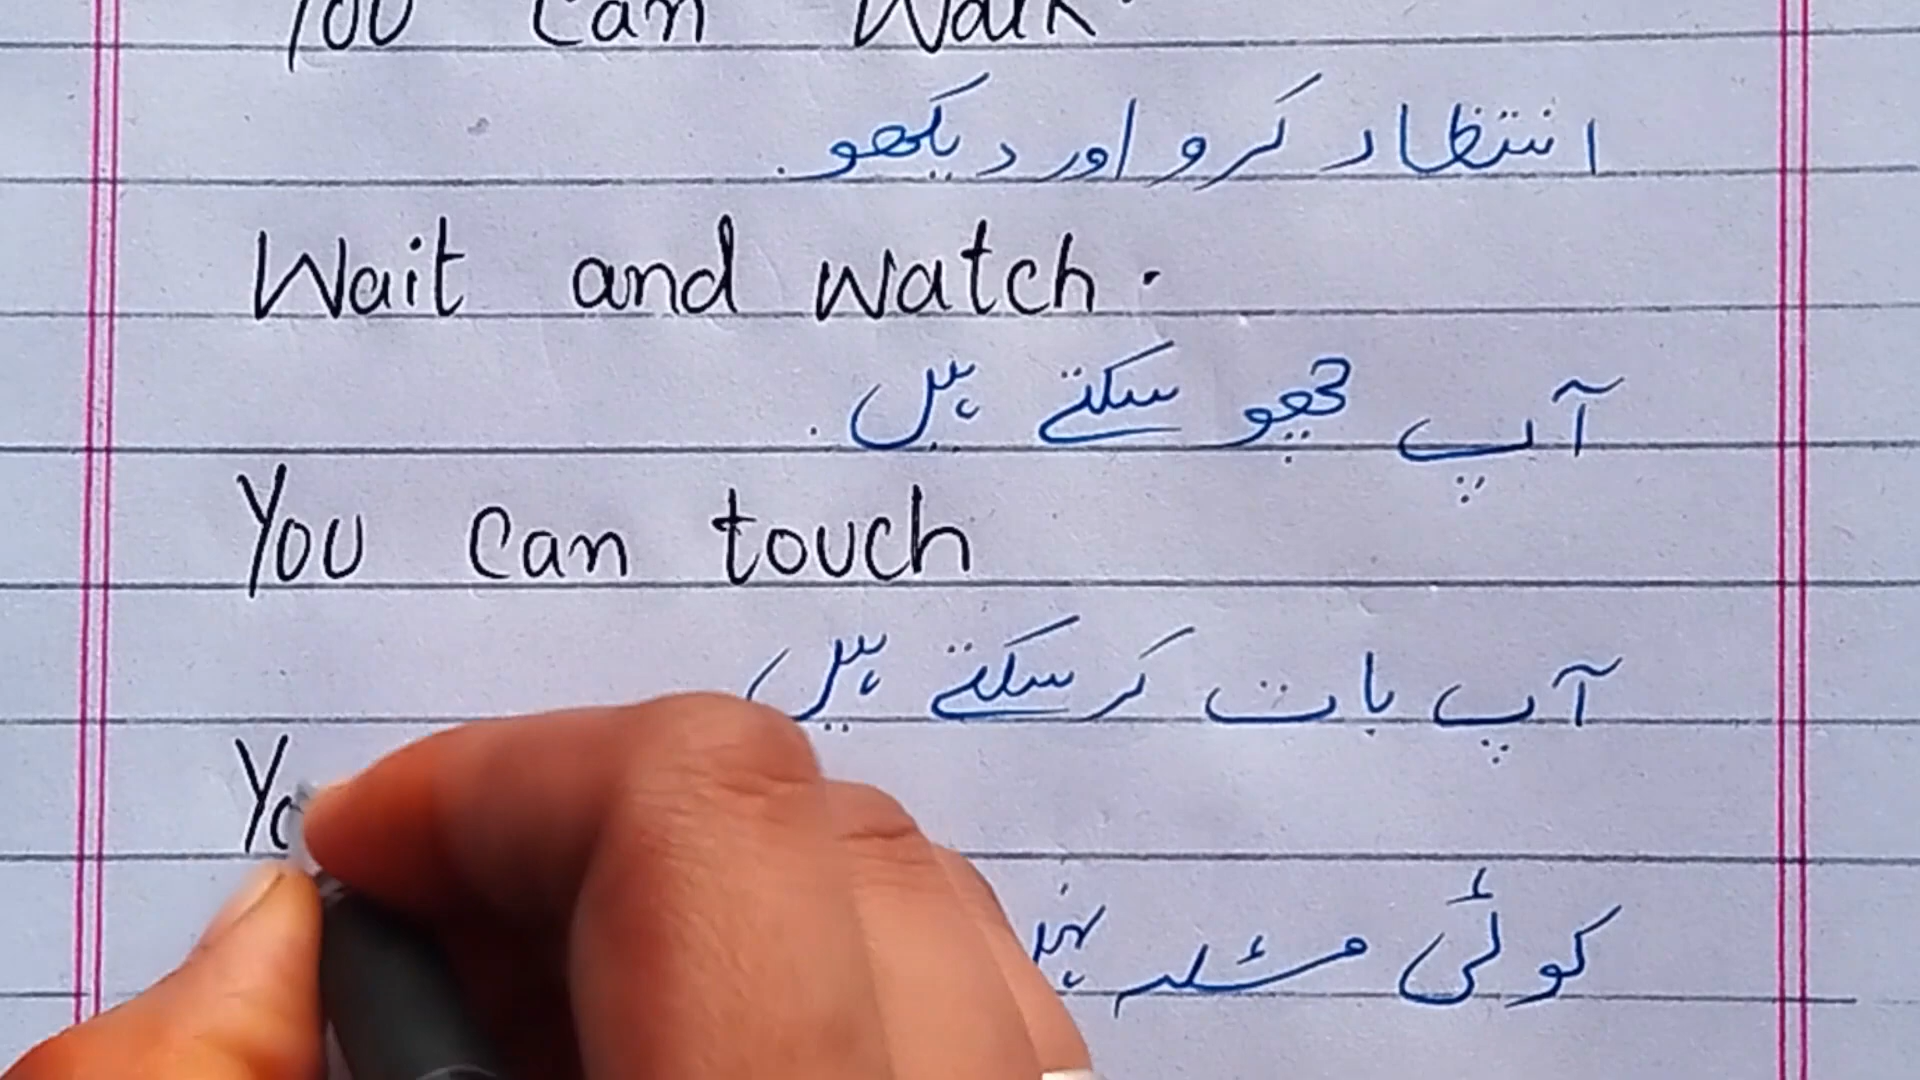 You can Walk.
انتظار کرو اور دیکھو.
Wait and watch.
آپ چھو سکتے ہیں.
You can touch
آپ بات کر سکتے ہیں
Yo
کوئی مسئلہ نہیں